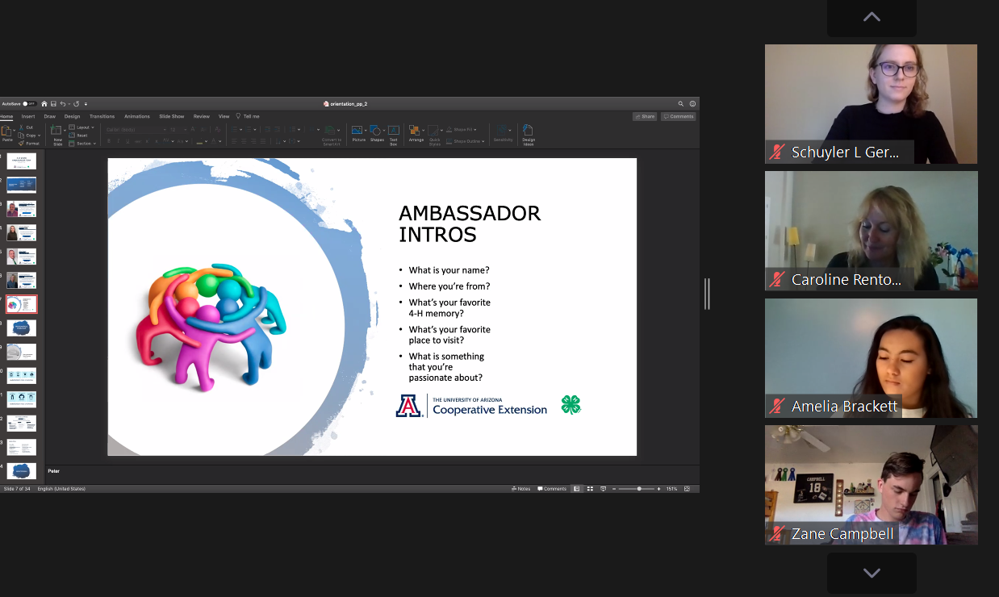 AutoSave
OFF
orientation_pp_2
Home
Insert
Draw
Design
Transitions
Animations
Slide Show
Review
View
Tell me
Share
Comments
Paste
Cut
Copy
Format
New
Slide
Layout
Reset
Section
Convert to
SmartArt
Picture
Shapes
Text
Box
Arrange
Quick
Styles
Shape Fill
Shape Outline
Sensitivity
Design
Ideas
AMBASSADOR
INTROS
• What is your name?
• Where you’re from?
• What’s your favorite
4-H memory?
• What’s your favorite
place to visit?
• What is something
that you’re
passionate about?
A
THE UNIVERSITY OF ARIZONA
Cooperative Extension
H H H H
Peter
Slide 7 of 34
English (United States)
Notes
Comments
151%
Schuyler L Ger...
Caroline Rento...
Amelia Brackett
CAMPBELL
18
Zane Campbell